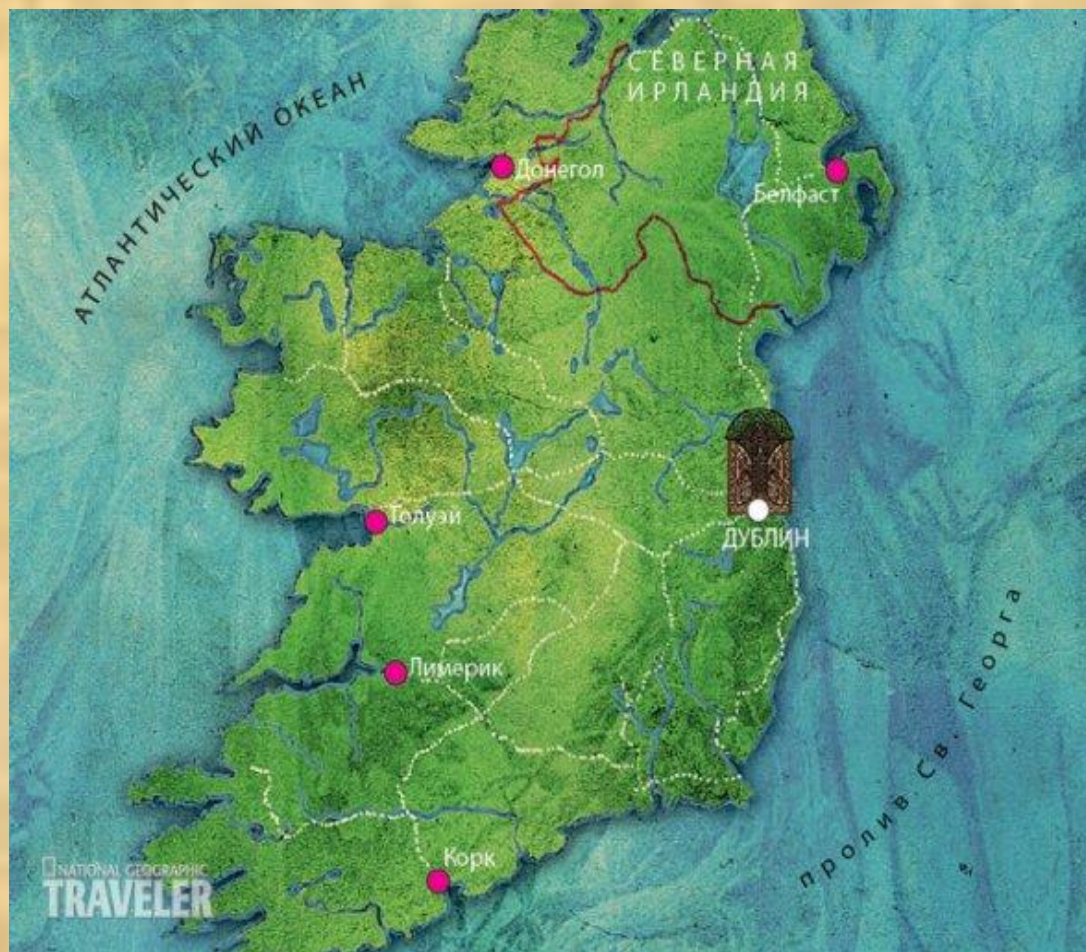 АТЛАНТИЧЕСКИЙ ОКЕАН
СЕВЕРНАЯ
ИРЛАНДИЯ
Донегол
Белфаст
Голуэй
ДУБЛИН
Лимерик
пролив Св. Георга
Корк
NATIONAL GEOGRAPHIC
TRAVELER